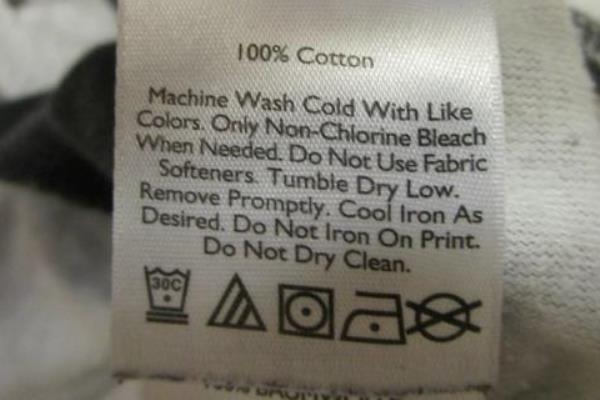 100% Cotton
Machine Wash Cold With Like
Colors. Only Non-Chlorine Bleach
When Needed. Do Not Use Fabric
Softeners. Tumble Dry Low.
Remove Promptly. Cool Iron As
Desired. Do Not Iron On Print.
Do Not Dry Clean.
30C